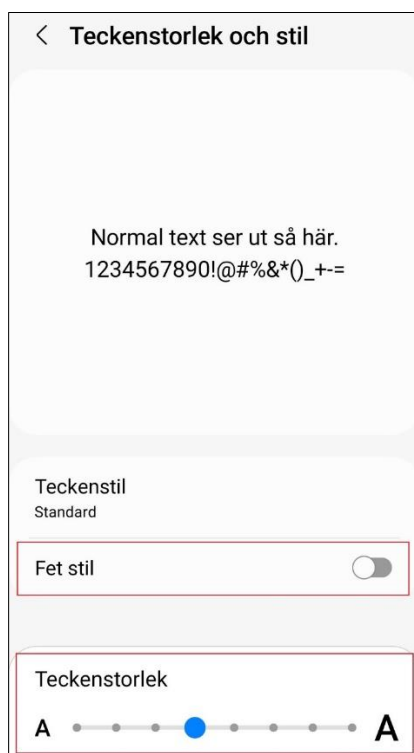 Teckenstorlek och stil
Normal text ser ut så här.
1234567890!@#%&*()_+-=
Teckenstil
Standard
Fet stil
Teckenstorlek
A A